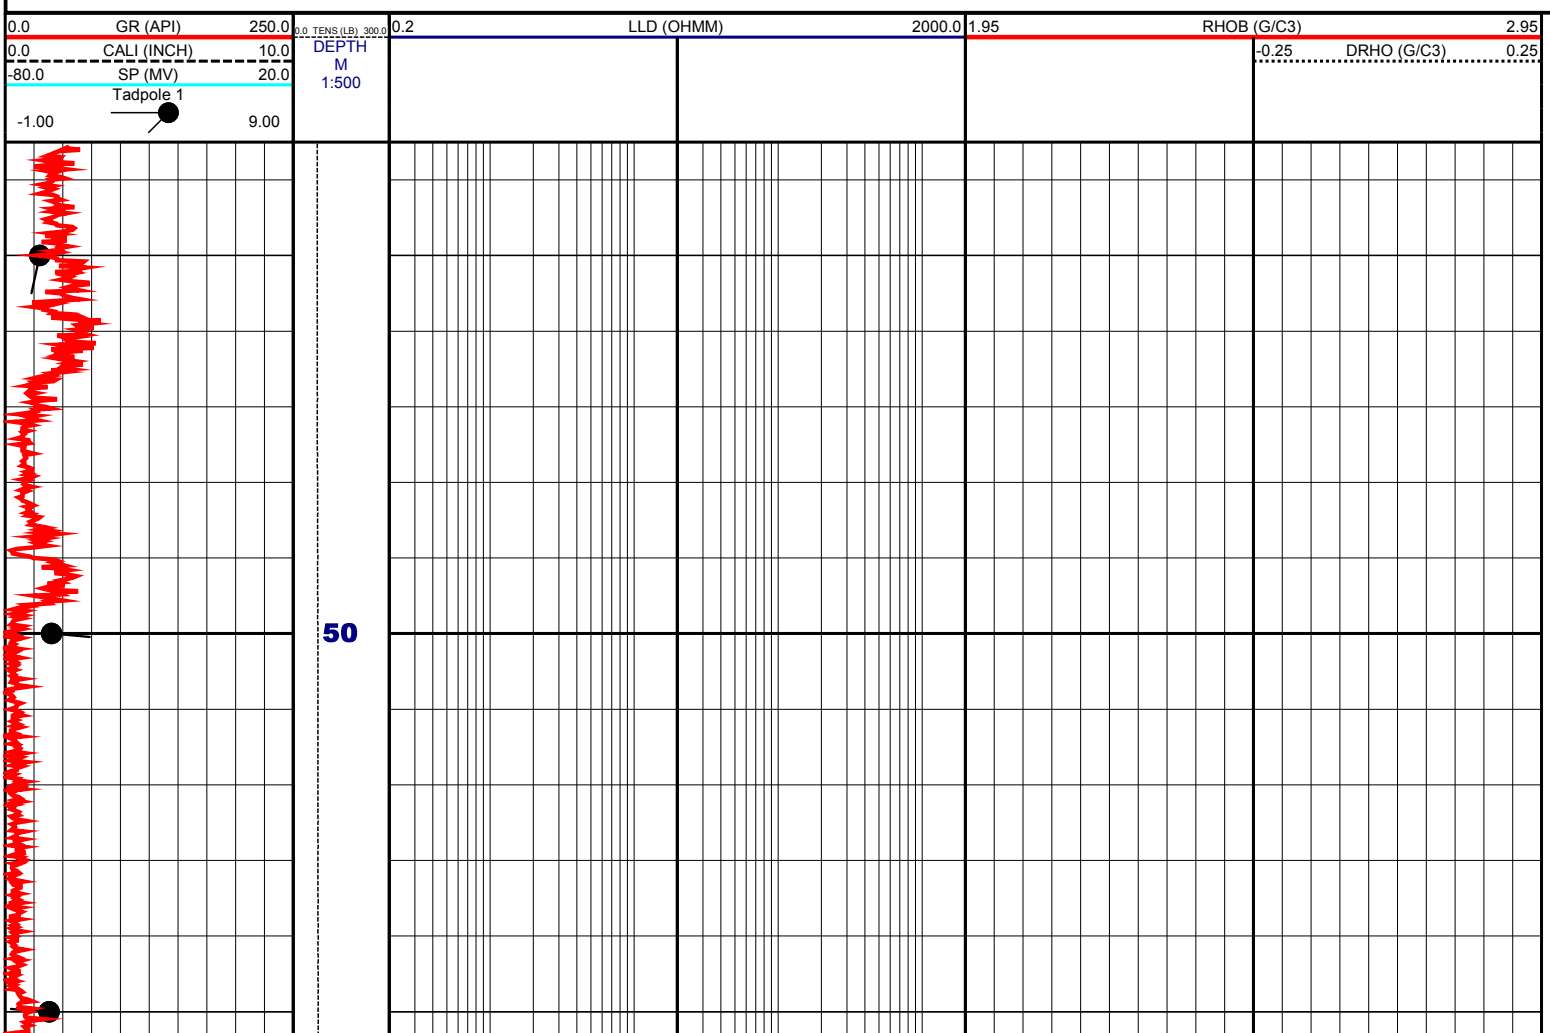 0.0 GR (API) 250.0
0.0 TENS (LB) 300.0
0.2 LLD (OHMM) 2000.0
1.95 RHOB (G/C3) 2.95
0.0 CALI (INCH) 10.0
DEPTH
-0.25 DRHO (G/C3) 0.25
M
-80.0 SP (MV) 20.0
1:500
Tadpole 1
-1.00 9.00
50